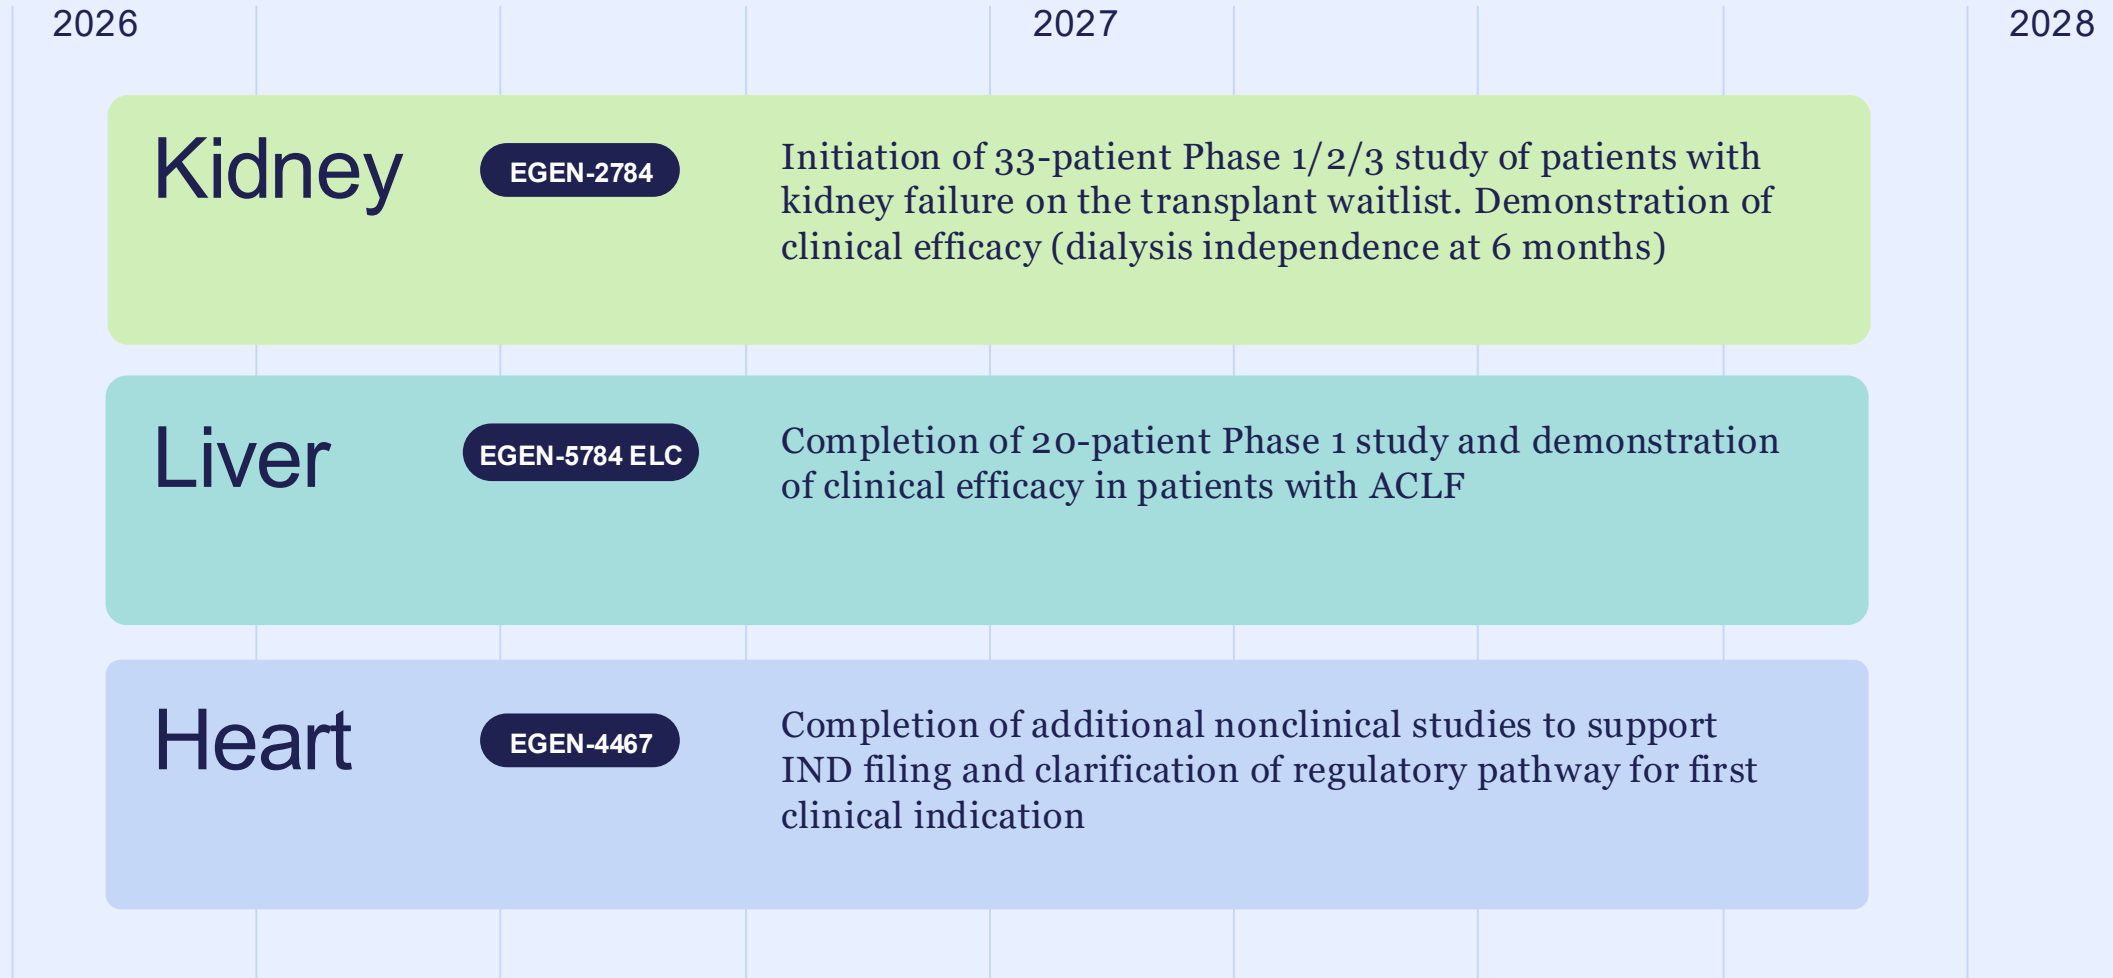 2026
2027
2028
Kidney
EGEN-2784
Initiation of 33-patient Phase 1/2/3 study of patients with
kidney failure on the transplant waitlist. Demonstration of
clinical efficacy (dialysis independence at 6 months)
Liver
EGEN-5784 ELC
Completion of 20-patient Phase 1 study and demonstration
of clinical efficacy in patients with ACLF
Heart
EGEN-4467
Completion of additional nonclinical studies to support
IND filing and clarification of regulatory pathway for first
clinical indication